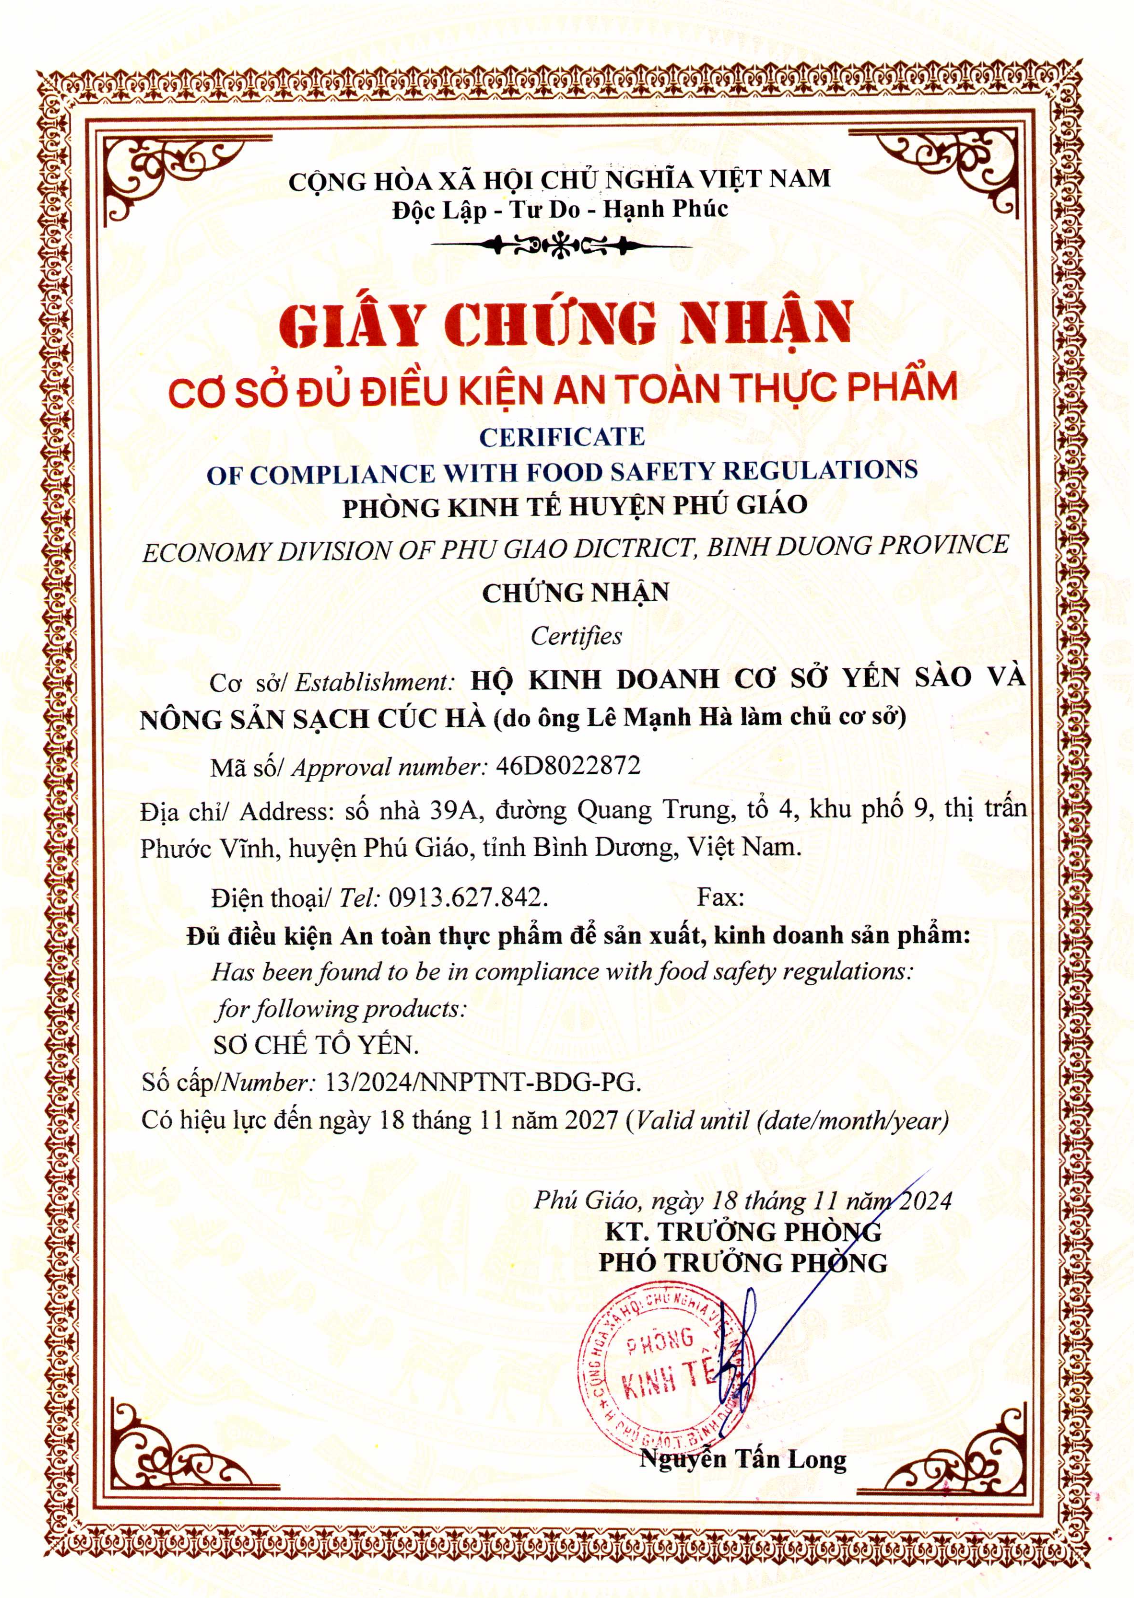 CỘNG HÒA XÃ HỘI CHỦ NGHĨA VIỆT NAM
Độc Lập - Tư Do - Hạnh Phúc
GIẤY CHỨNG NHẬN
CƠ SỞ ĐỦ ĐIỀU KIỆN AN TOÀN THỰC PHẨM
CERIFICATE
OF COMPLIANCE WITH FOOD SAFETY REGULATIONS
PHÒNG KINH TẾ HUYỆN PHÚ GIÁO
ECONOMY DIVISION OF PHU GIAO DICTRICT, BINH DUONG PROVINCE
CHỨNG NHẬN
Certifies
Cơ sở/ Establishment: HỘ KINH DOANH CƠ SỞ YẾN SÀO VÀ
NÔNG SẢN SẠCH CÚC HÀ (do ông Lê Mạnh Hà làm chủ cơ sở)
Mã số/ Approval number: 46D8022872
Địa chỉ/ Address: số nhà 39A, đường Quang Trung, tổ 4, khu phố 9, thị trấn
Phước Vĩnh, huyện Phú Giáo, tỉnh Bình Dương, Việt Nam.
Điện thoại/ Tel: 0913.627.842. Fax:
Đủ điều kiện An toàn thực phẩm để sản xuất, kinh doanh sản phẩm:
Has been found to be in compliance with food safety regulations:
for following products:
SƠ CHẾ TỔ YẾN.
Số cấp/Number: 13/2024/NNPTNT-BDG-PG.
Có hiệu lực đến ngày 18 tháng 11 năm 2027 (Valid until (date/month/year)
Phú Giáo, ngày 18 tháng 11 năm 2024
KT. TRƯỞNG PHÒNG
PHÓ TRƯỞNG PHÒNG
CỘNG HÒA XÃ HỘI CHỦ NGHĨA VIỆT NAM
PHÒNG
KINH TẾ
H. PHÚ GIÁO.T. BÌNH DƯƠNG
Nguyễn Tấn Long